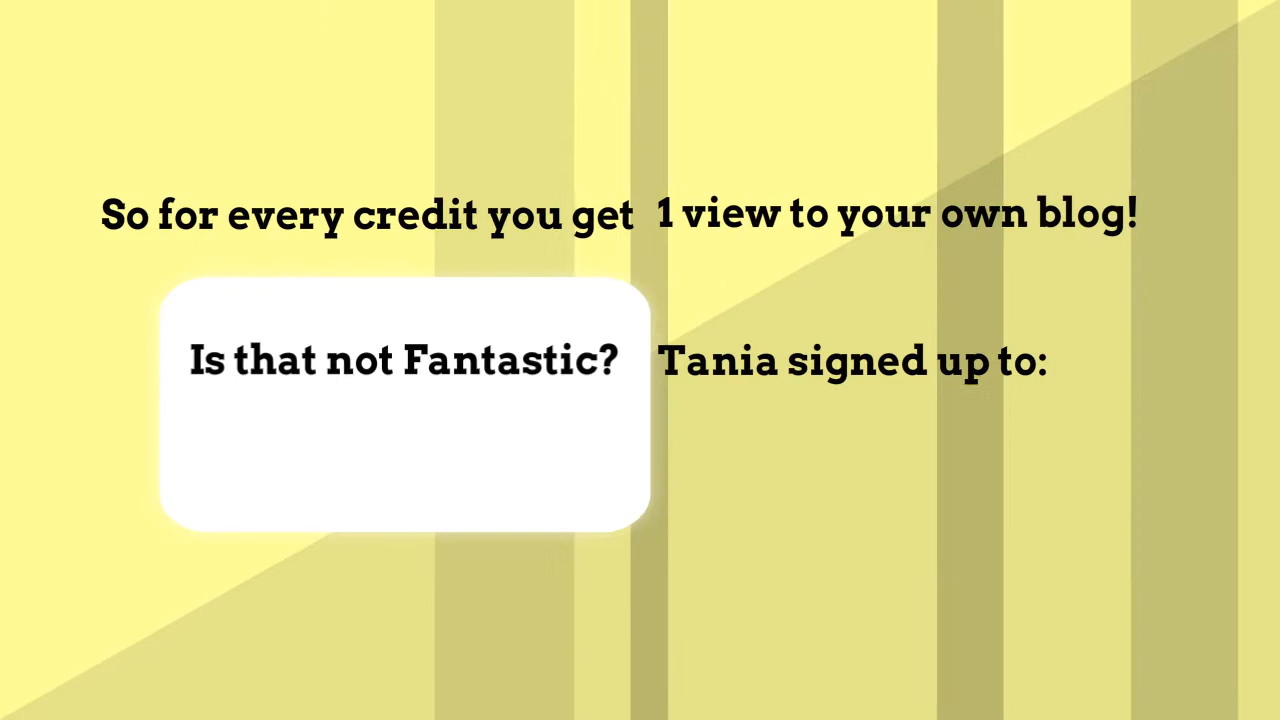 So for every credit you get 1 view to your own blog!
Is that not Fantastic? Tania signed up to: